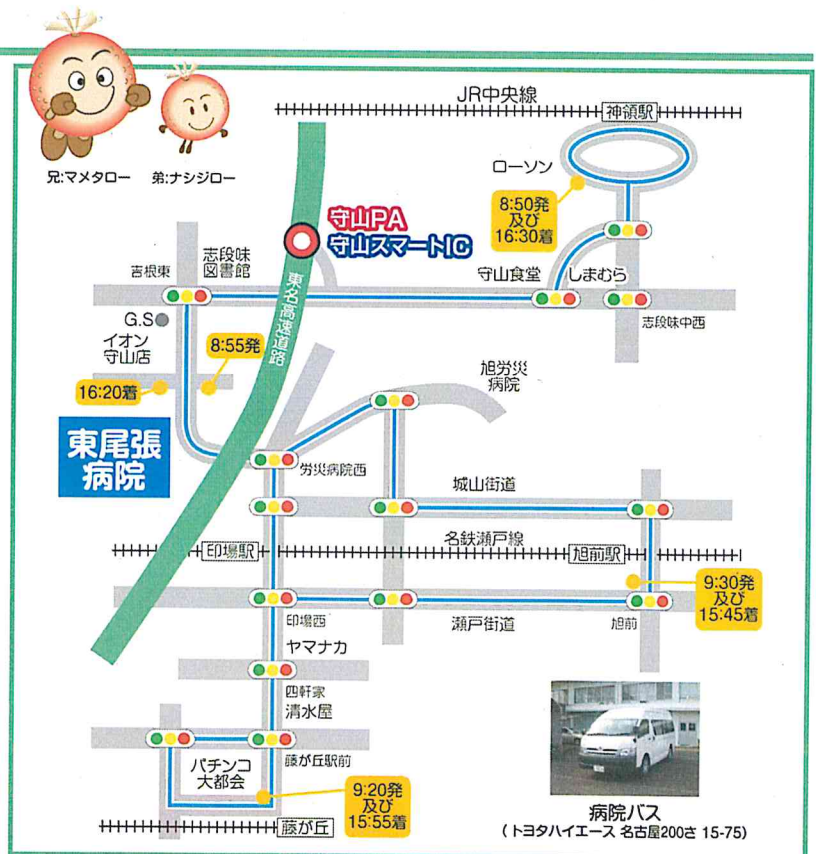 JR中央線
神領駅
兄:マメタロー
弟:ナシジロー
ローソン
8:50発
及び
16:30着
守山PA
守山スマートIC
志段味
図書館
吉根東
守山食堂
しまむら
東名高速道路
志段味中西
G.S
イオン
守山店
8:55発
16:20着
旭労災
病院
東尾張
病院
労災病院西
城山街道
名鉄瀬戸線
印場駅
旭前駅
9:30発
及び
15:45着
印場西
瀬戸街道
旭前
ヤマナカ
四軒家
清水屋
藤が丘駅前
パチンコ
大都会
9:20発
及び
15:55着
藤が丘
病院バス
(トヨタハイエース 名古屋200さ 15-75)